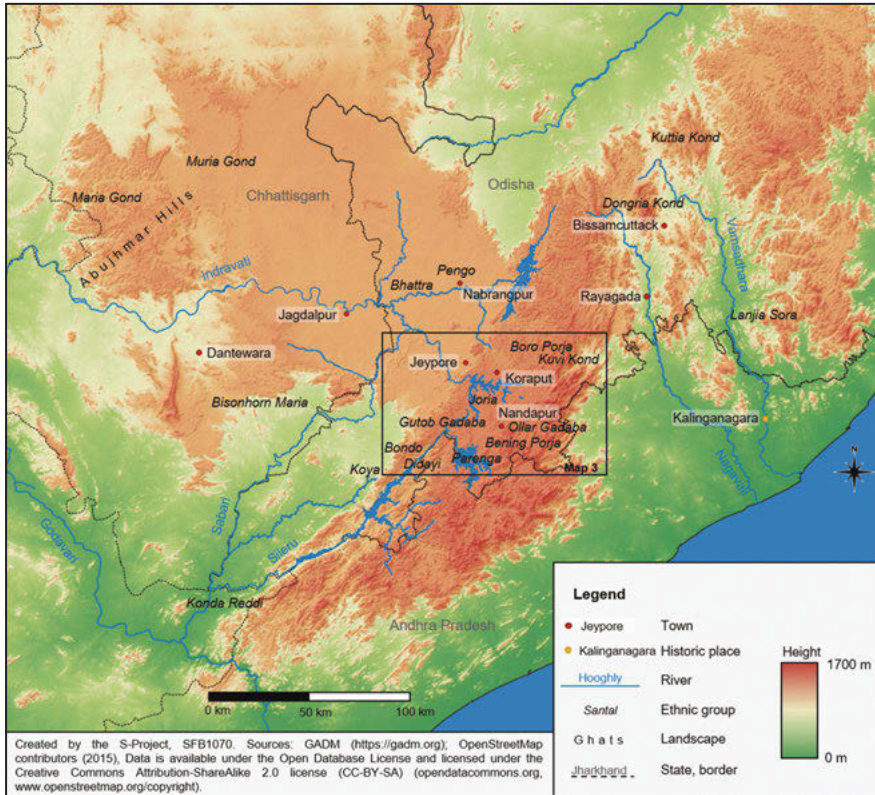 Kuttia Kond
Muria Gond
Maria Gond
Chhattisgarh
Odisha
Dongria Kond
Bissamcuttack
Abujhmar Hills
Vamsadhara
Indravati
Pengo
Bhattra
Nabrangpur
Rayagada
Jagdalpur
Lanjia Sora
Dantewara
Boro Porja
Kuvi Kond
Jeypore
Koraput
Joria
Bisonhorn Maria
Nandapur
Gutob Gadaba
Ollar Gadaba
Kalinganagara
Bondo
Bening Porja
Didayi
Parenga
Koya
Map 3
Nagavali
N
Sabari
Godavari
Sileru
Konda Reddi
Andhra Pradesh
0 km
50 km
100 km
Legend
Jeypore Town
Kalinganagara Historic place
Hooghly River
Santal Ethnic group
Ghats Landscape
Jharkhand State, border
Height
1700 m
0 m
Created by the S-Project, SFB1070. Sources: GADM (https://gadm.org); OpenStreetMap
contributors (2015), Data is available under the Open Database License and licensed under the
Creative Commons Attribution-ShareAlike 2.0 license (CC-BY-SA) (opendatacommons.org,
www.openstreetmap.org/copyright).